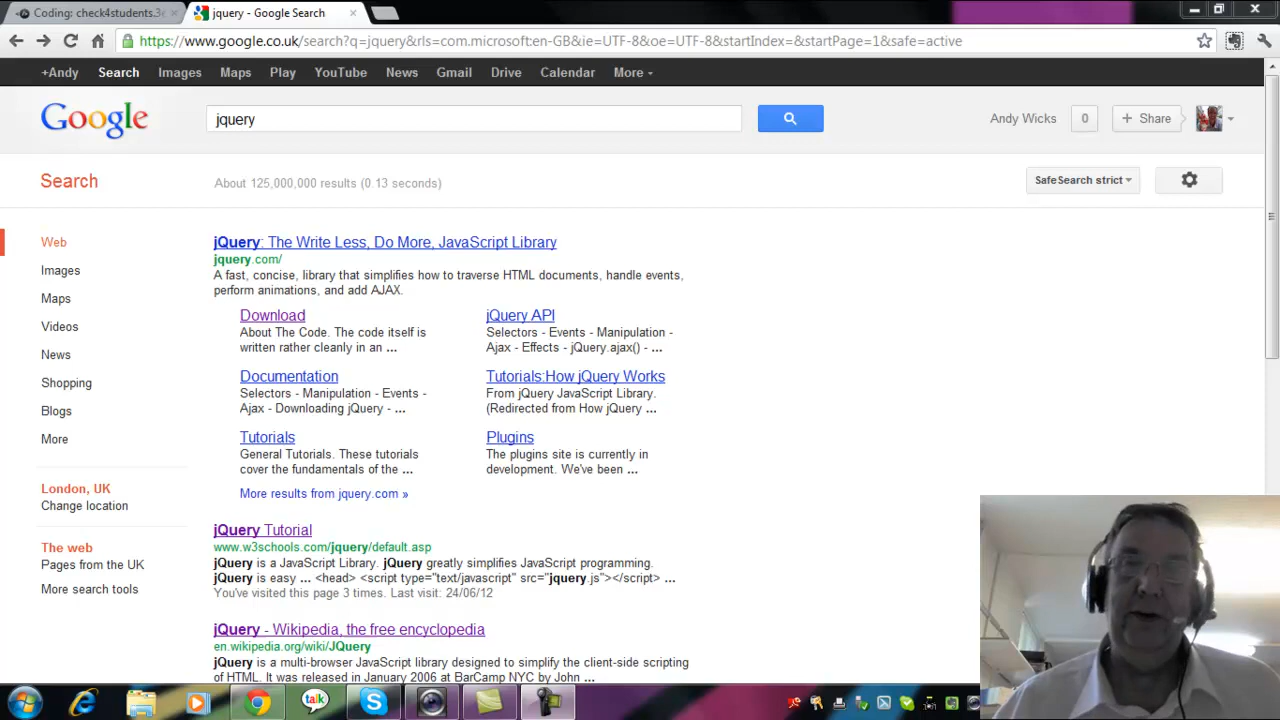 Coding: check4students.3
jquery - Google Search
https://www.google.co.uk/search?q=jquery&rls=com.microsoft:en-GB&ie=UTF-8&oe=UTF-8&startIndex=&startPage=1&safe=active
+Andy Search Images Maps Play YouTube News Gmail Drive Calendar More
Google
jquery
Andy Wicks 0 + Share
Search
About 125,000,000 results (0.13 seconds)
SafeSearch strict
Web
Images
Maps
Videos
News
Shopping
Blogs
More
London, UK
Change location
The web
Pages from the UK
More search tools
jQuery: The Write Less, Do More, JavaScript Library
jquery.com/
A fast, concise, library that simplifies how to traverse HTML documents, handle events,
perform animations, and add AJAX.
Download
About The Code. The code itself is
written rather cleanly in an ...
jQuery API
Selectors - Events - Manipulation -
Ajax - Effects - jQuery.ajax() - ...
Documentation
Selectors - Manipulation - Events -
Ajax - Downloading jQuery - ...
Tutorials:How jQuery Works
From jQuery JavaScript Library.
(Redirected from How jQuery ...
Tutorials
General Tutorials. These tutorials
cover the fundamentals of the ...
Plugins
The plugins site is currently in
development. We've been ...
More results from jquery.com »
jQuery Tutorial
www.w3schools.com/jquery/default.asp
jQuery is a JavaScript Library. jQuery greatly simplifies JavaScript programming.
jQuery is easy ... <head> <script type="text/javascript" src="jquery.js"></script> ...
You've visited this page 3 times. Last visit: 24/06/12
jQuery - Wikipedia, the free encyclopedia
en.wikipedia.org/wiki/JQuery
jQuery is a multi-browser JavaScript library designed to simplify the client-side scripting
of HTML. It was released in January 2006 at BarCamp NYC by John ...
talk